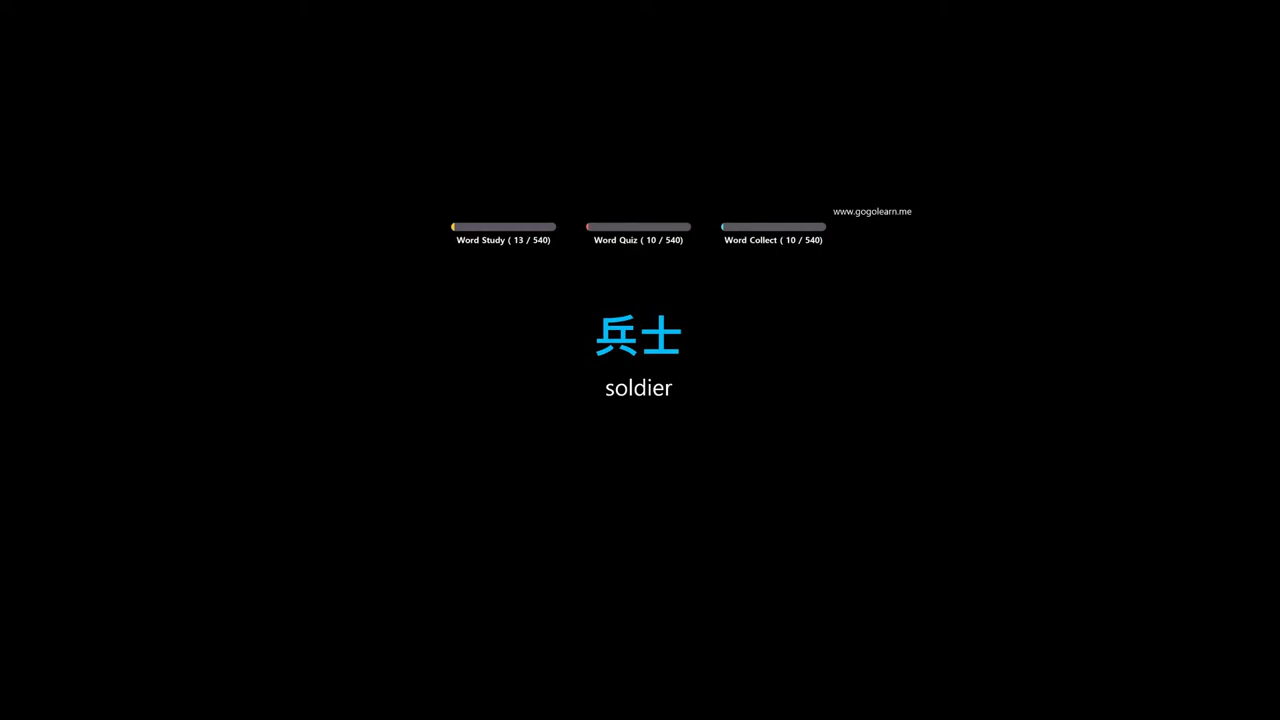 www.gogolearn.me
Word Study ( 13 / 540)
Word Quiz ( 10 / 540)
Word Collect ( 10 / 540)
兵士
soldier